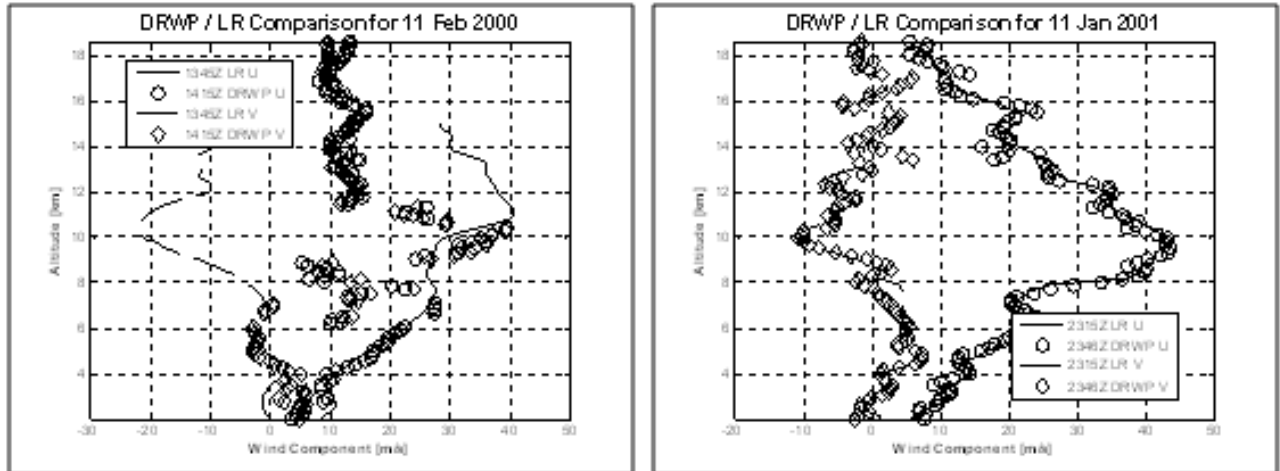 DRWP / LR Comparison for 11 Feb 2000
18
16
14
12
10
8
6
4
Altitude [km]
1345Z LR U
1415Z DRWP U
1345Z LR V
1415Z DRWP V
-30 -20 -10 0 10 20 30 40 50
Wind Component [m/s]
DRWP / LR Comparison for 11 Jan 2001
18
16
14
12
10
8
6
4
Altitude [km]
2315Z LR U
2346Z DRWP U
2315Z LR V
2346Z DRWP V
-20 -10 0 10 20 30 40 50
Wind Component [m/s]